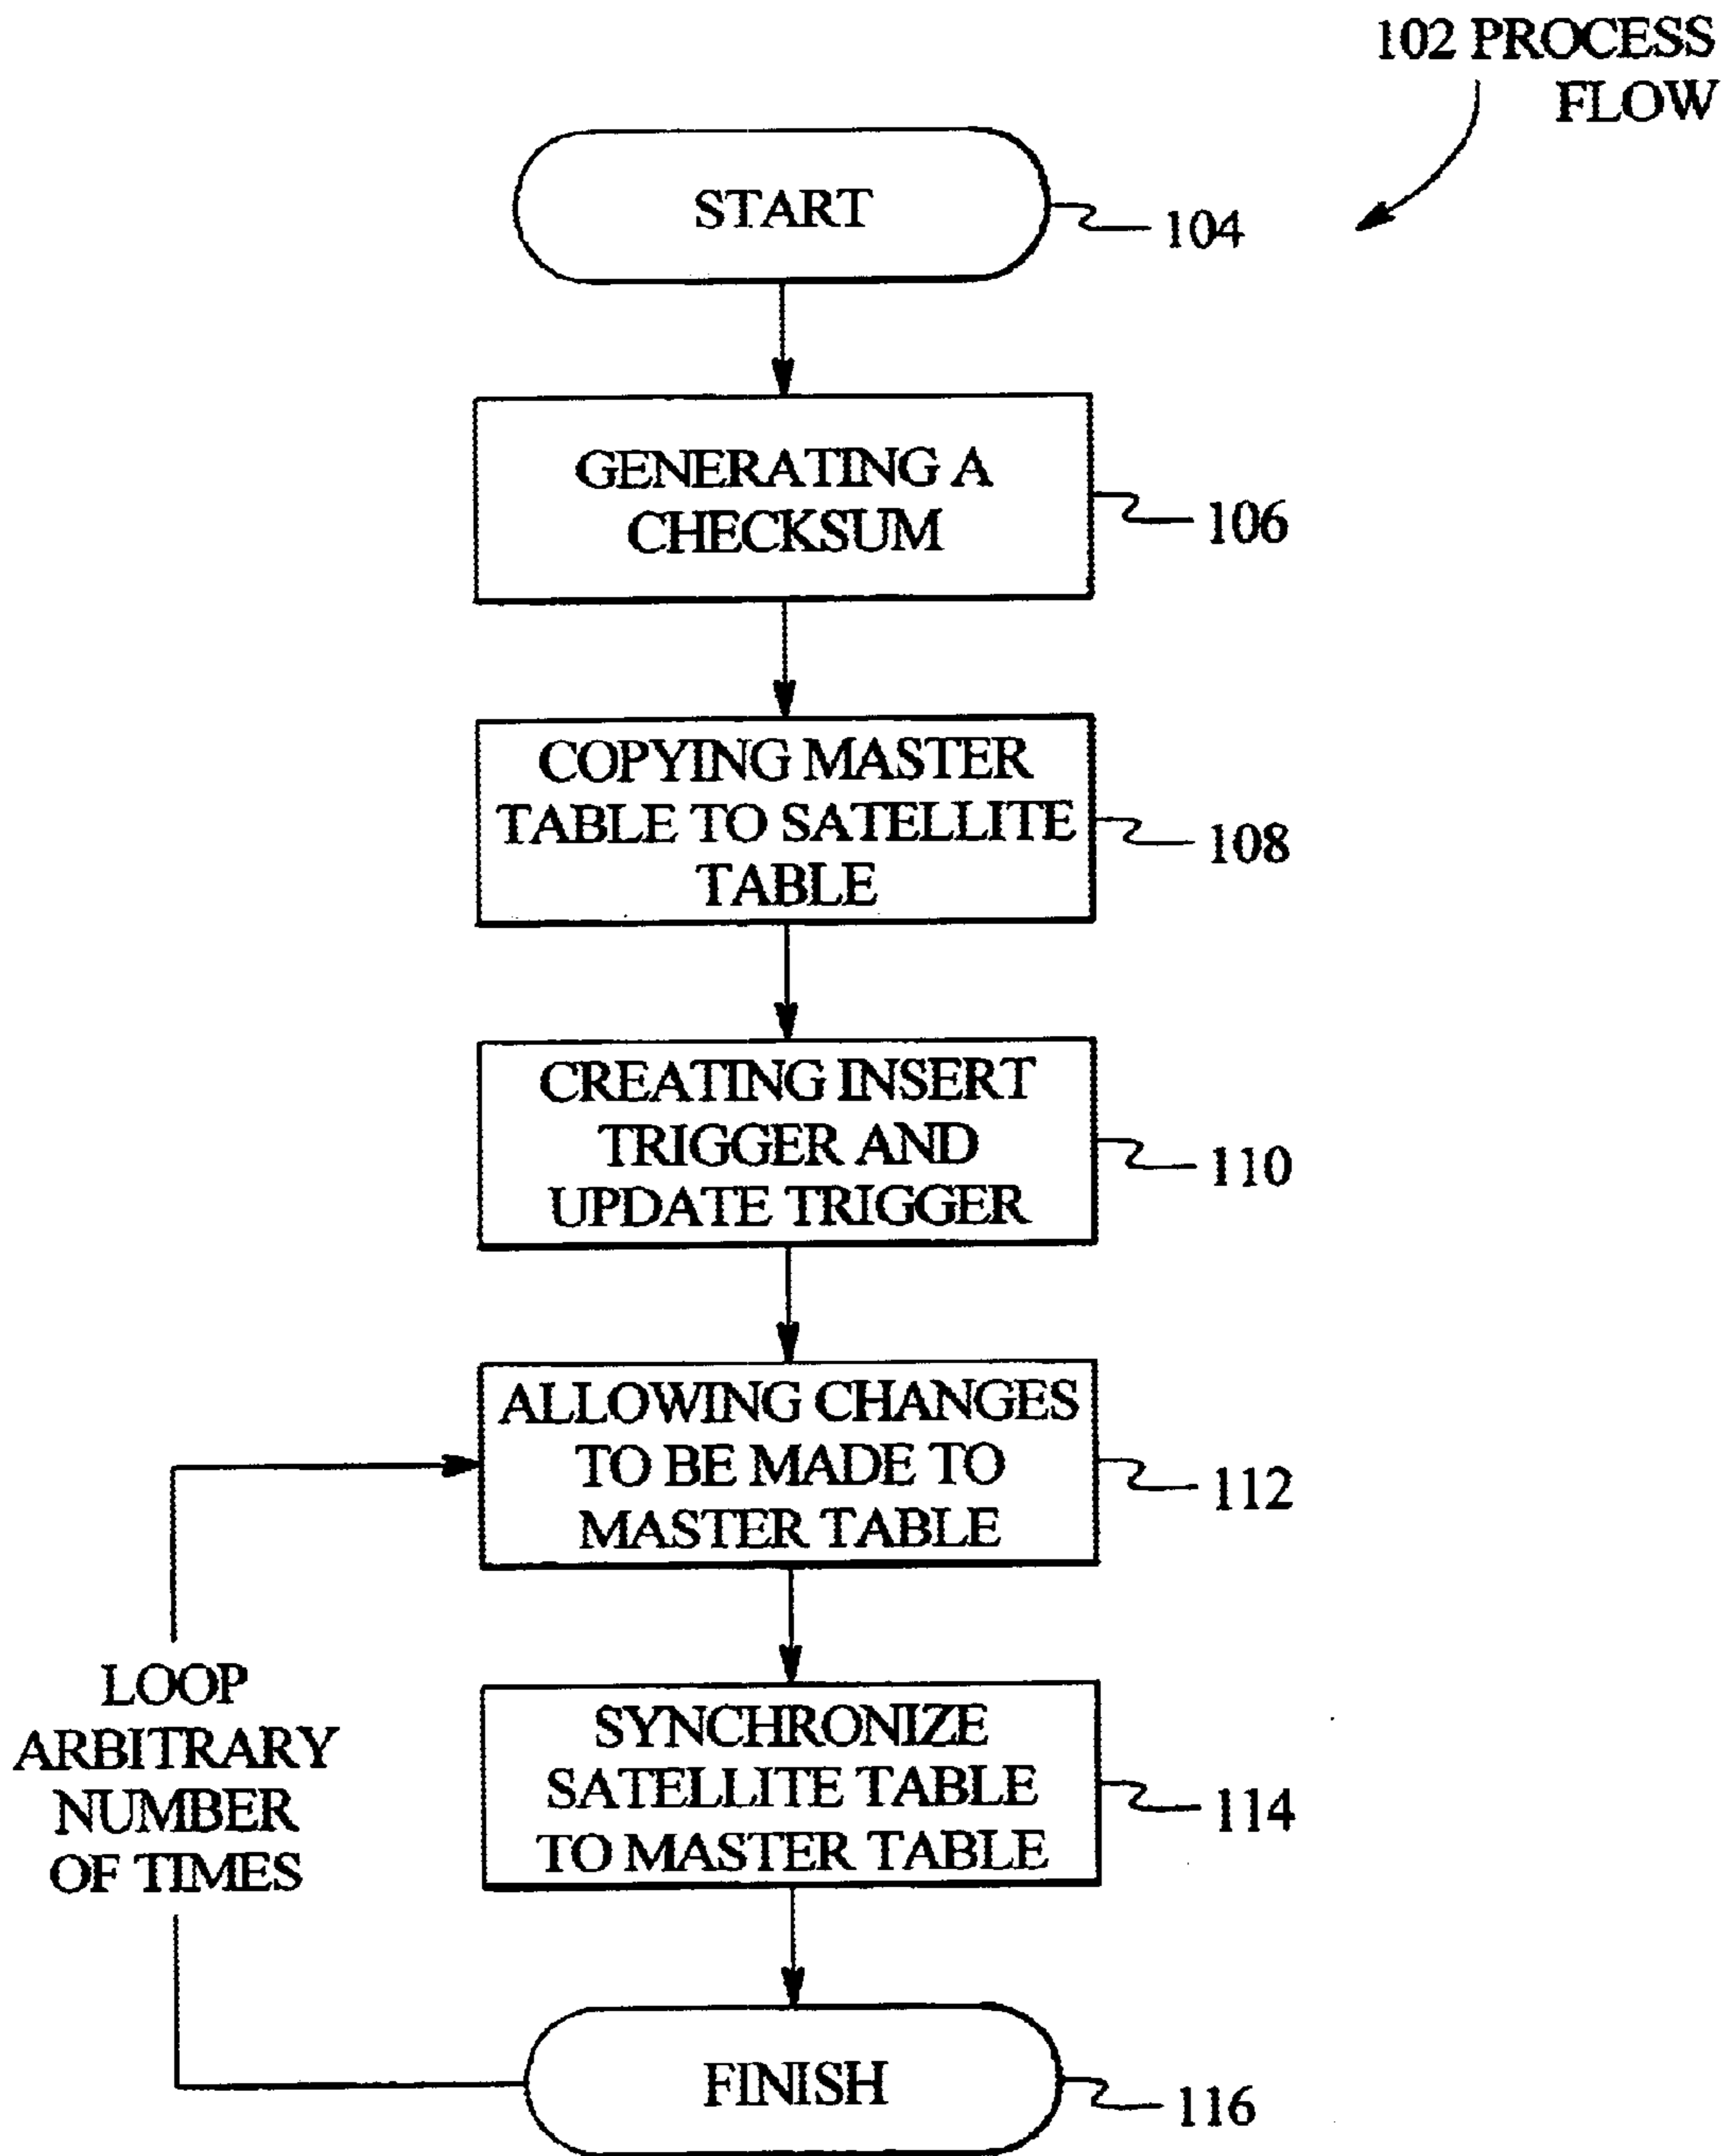 102 PROCESS
FLOW
START
104
GENERATING A
CHECKSUM
106
COPYING MASTER
TABLE TO SATELLITE
TABLE
108
CREATING INSERT
TRIGGER AND
UPDATE TRIGGER
110
ALLOWING CHANGES
TO BE MADE TO
MASTER TABLE
112
LOOP
ARBITRARY
NUMBER
OF TIMES
SYNCHRONIZE
SATELLITE TABLE
TO MASTER TABLE
114
FINISH
116